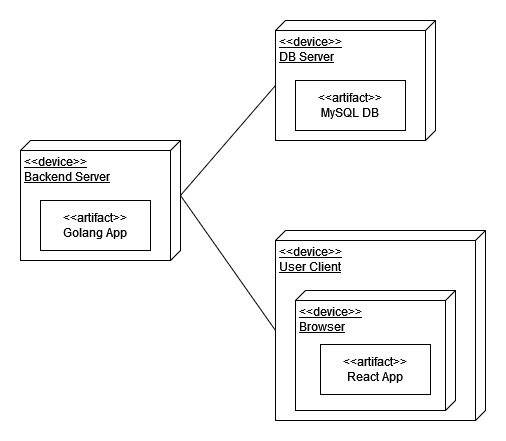 <<device>>
DB Server
<<artifact>>
MySQL DB
<<device>>
Backend Server
<<artifact>>
Golang App
<<device>>
User Client
<<device>>
Browser
<<artifact>>
React App